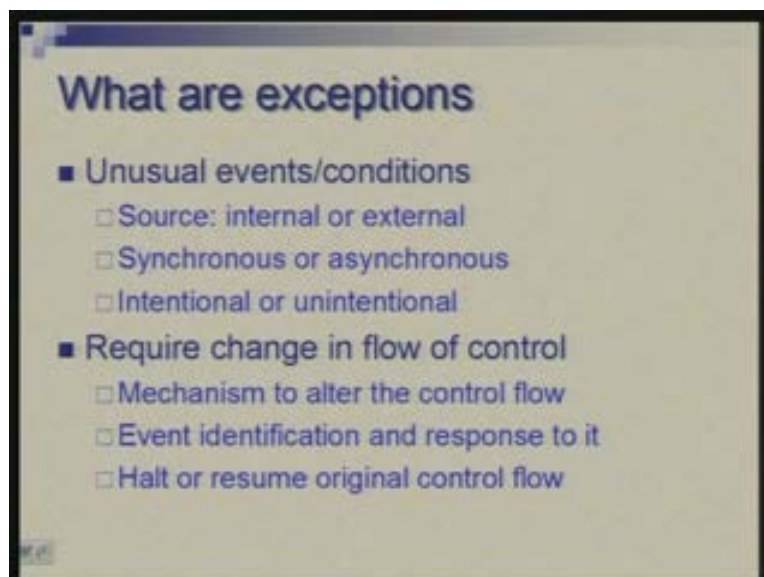 What are exceptions
Unusual events/conditions
Source: internal or external
Synchronous or asynchronous
Intentional or unintentional
Require change in flow of control
Mechanism to alter the control flow
Event identification and response to it
Halt or resume original control flow